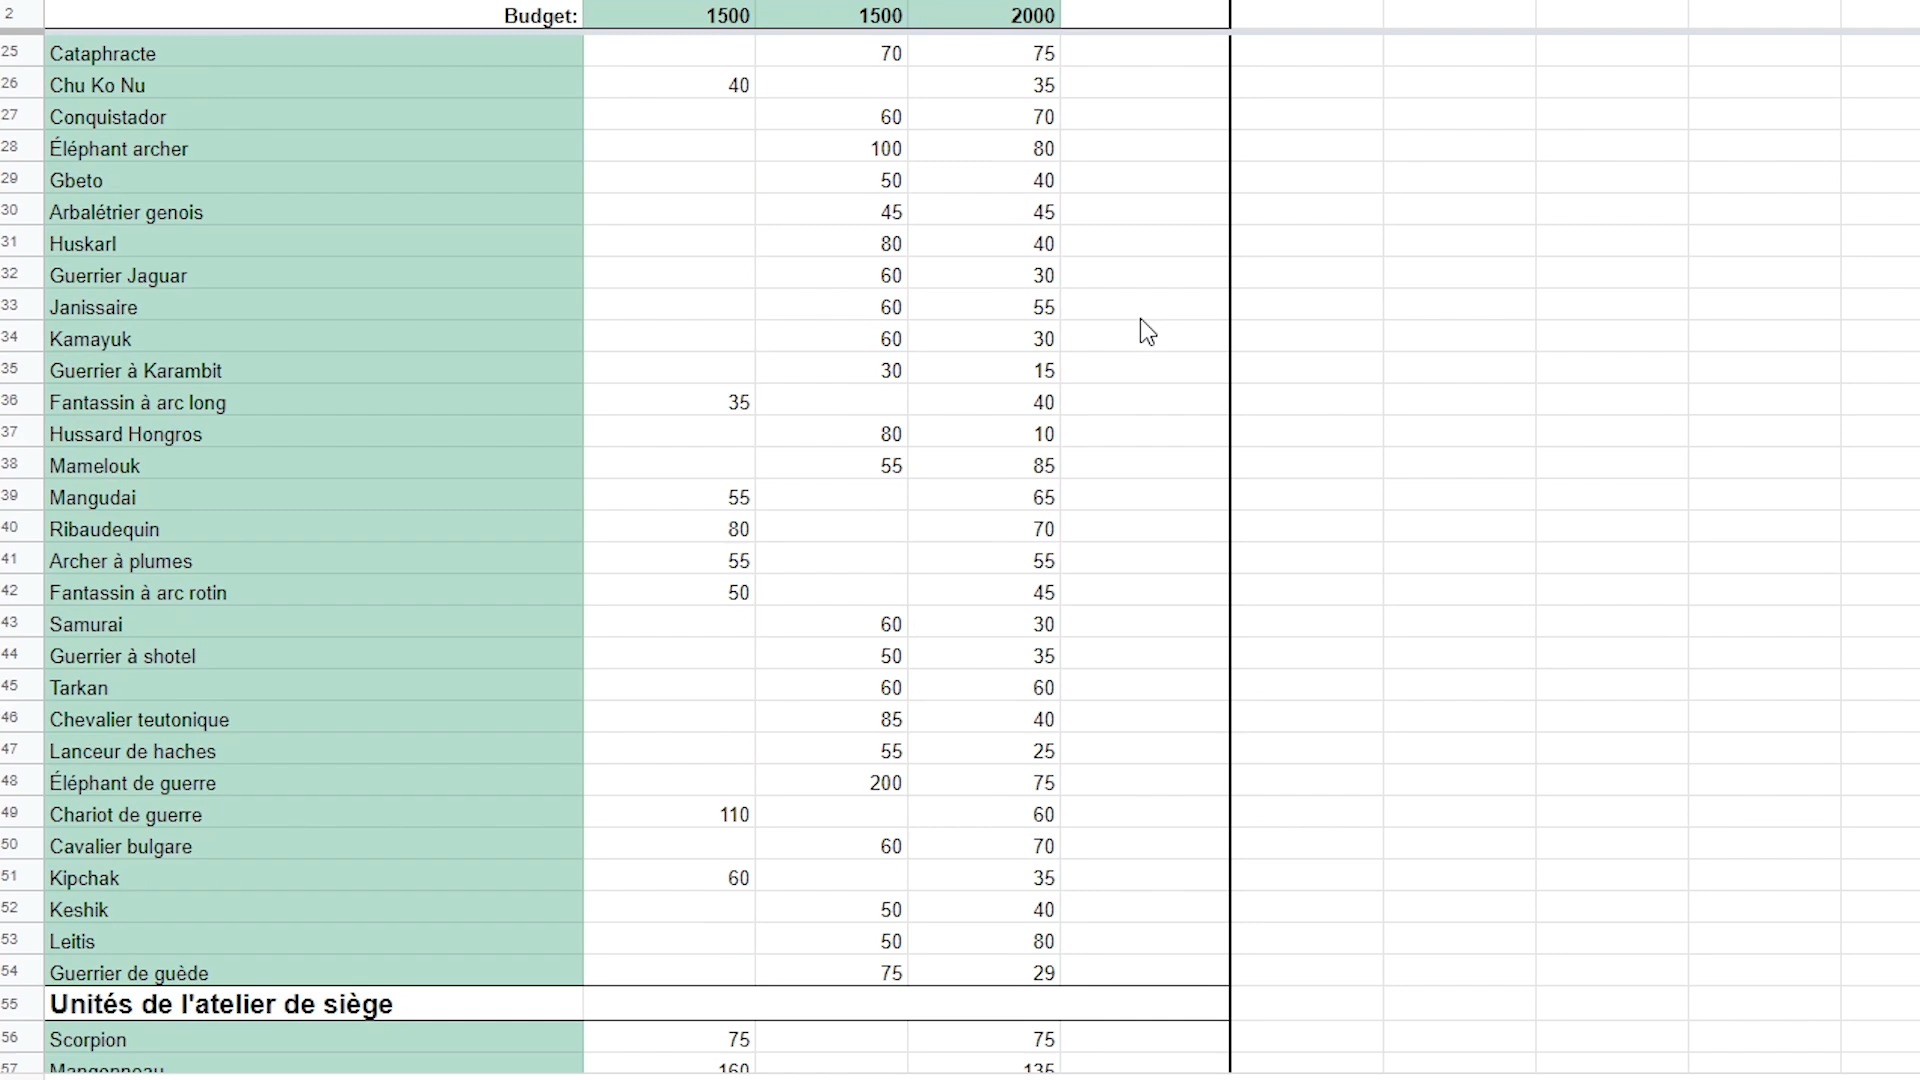 2 Budget: 1500 1500 2000
25 Cataphracte 70 75
26 Chu Ko Nu 40 35
27 Conquistador 60 70
28 Éléphant archer 100 80
29 Gbeto 50 40
30 Arbalétrier genois 45 45
31 Huskarl 80 40
32 Guerrier Jaguar 60 30
33 Janissaire 60 55
34 Kamayuk 60 30
35 Guerrier à Karambit 30 15
36 Fantassin à arc long 35 40
37 Hussard Hongros 80 10
38 Mamelouk 55 85
39 Mangudai 55 65
40 Ribaudequin 80 70
41 Archer à plumes 55 55
42 Fantassin à arc rotin 50 45
43 Samurai 60 30
44 Guerrier à shotel 50 35
45 Tarkan 60 60
46 Chevalier teutonique 85 40
47 Lanceur de haches 55 25
48 Éléphant de guerre 200 75
49 Chariot de guerre 110 60
50 Cavalier bulgare 60 70
51 Kipchak 60 35
52 Keshik 50 40
53 Leitis 50 80
54 Guerrier de guède 75 29
55 Unités de l'atelier de siège
56 Scorpion 75 75
57 Mangonneau 160 135